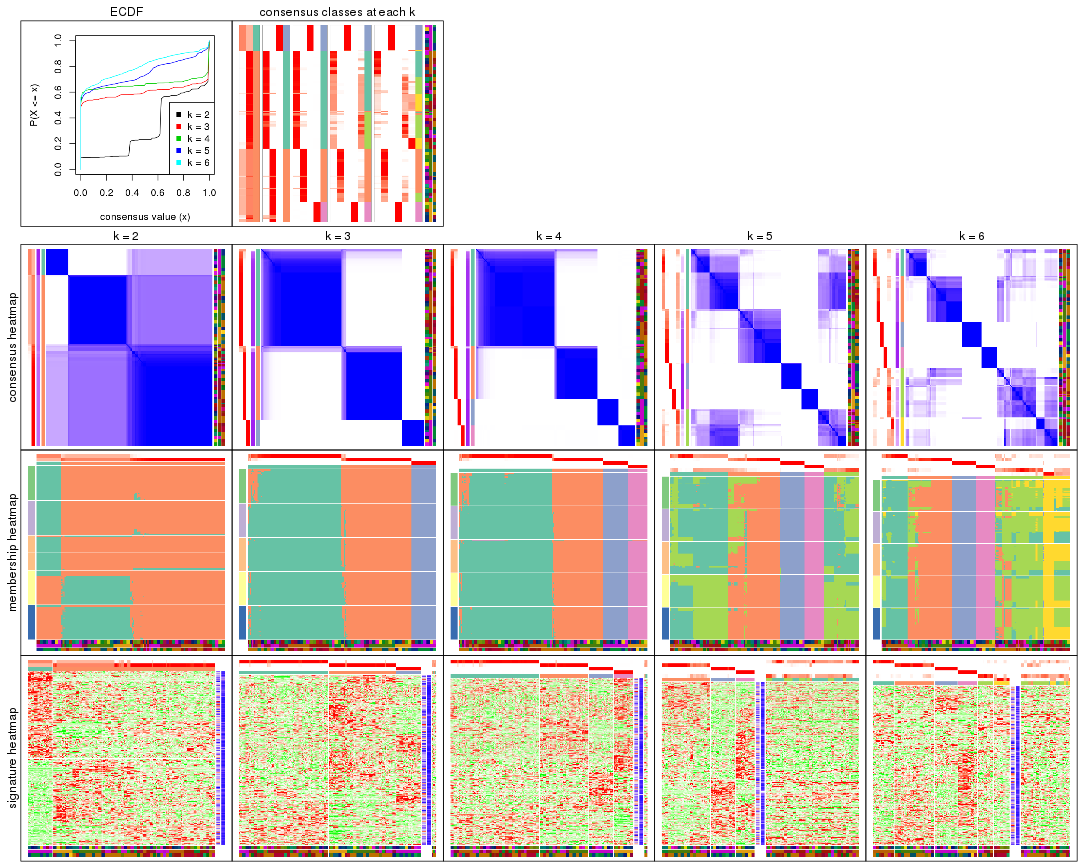 ECDF
consensus classes at each k
P(X <= x)
1.0
0.8
0.6
0.4
0.2
0.0
k = 2
k = 3
k = 4
k = 5
k = 6
0.0 0.2 0.4 0.6 0.8 1.0
consensus value (x)
k = 2
k = 3
k = 4
k = 5
k = 6
consensus heatmap
membership heatmap
signature heatmap